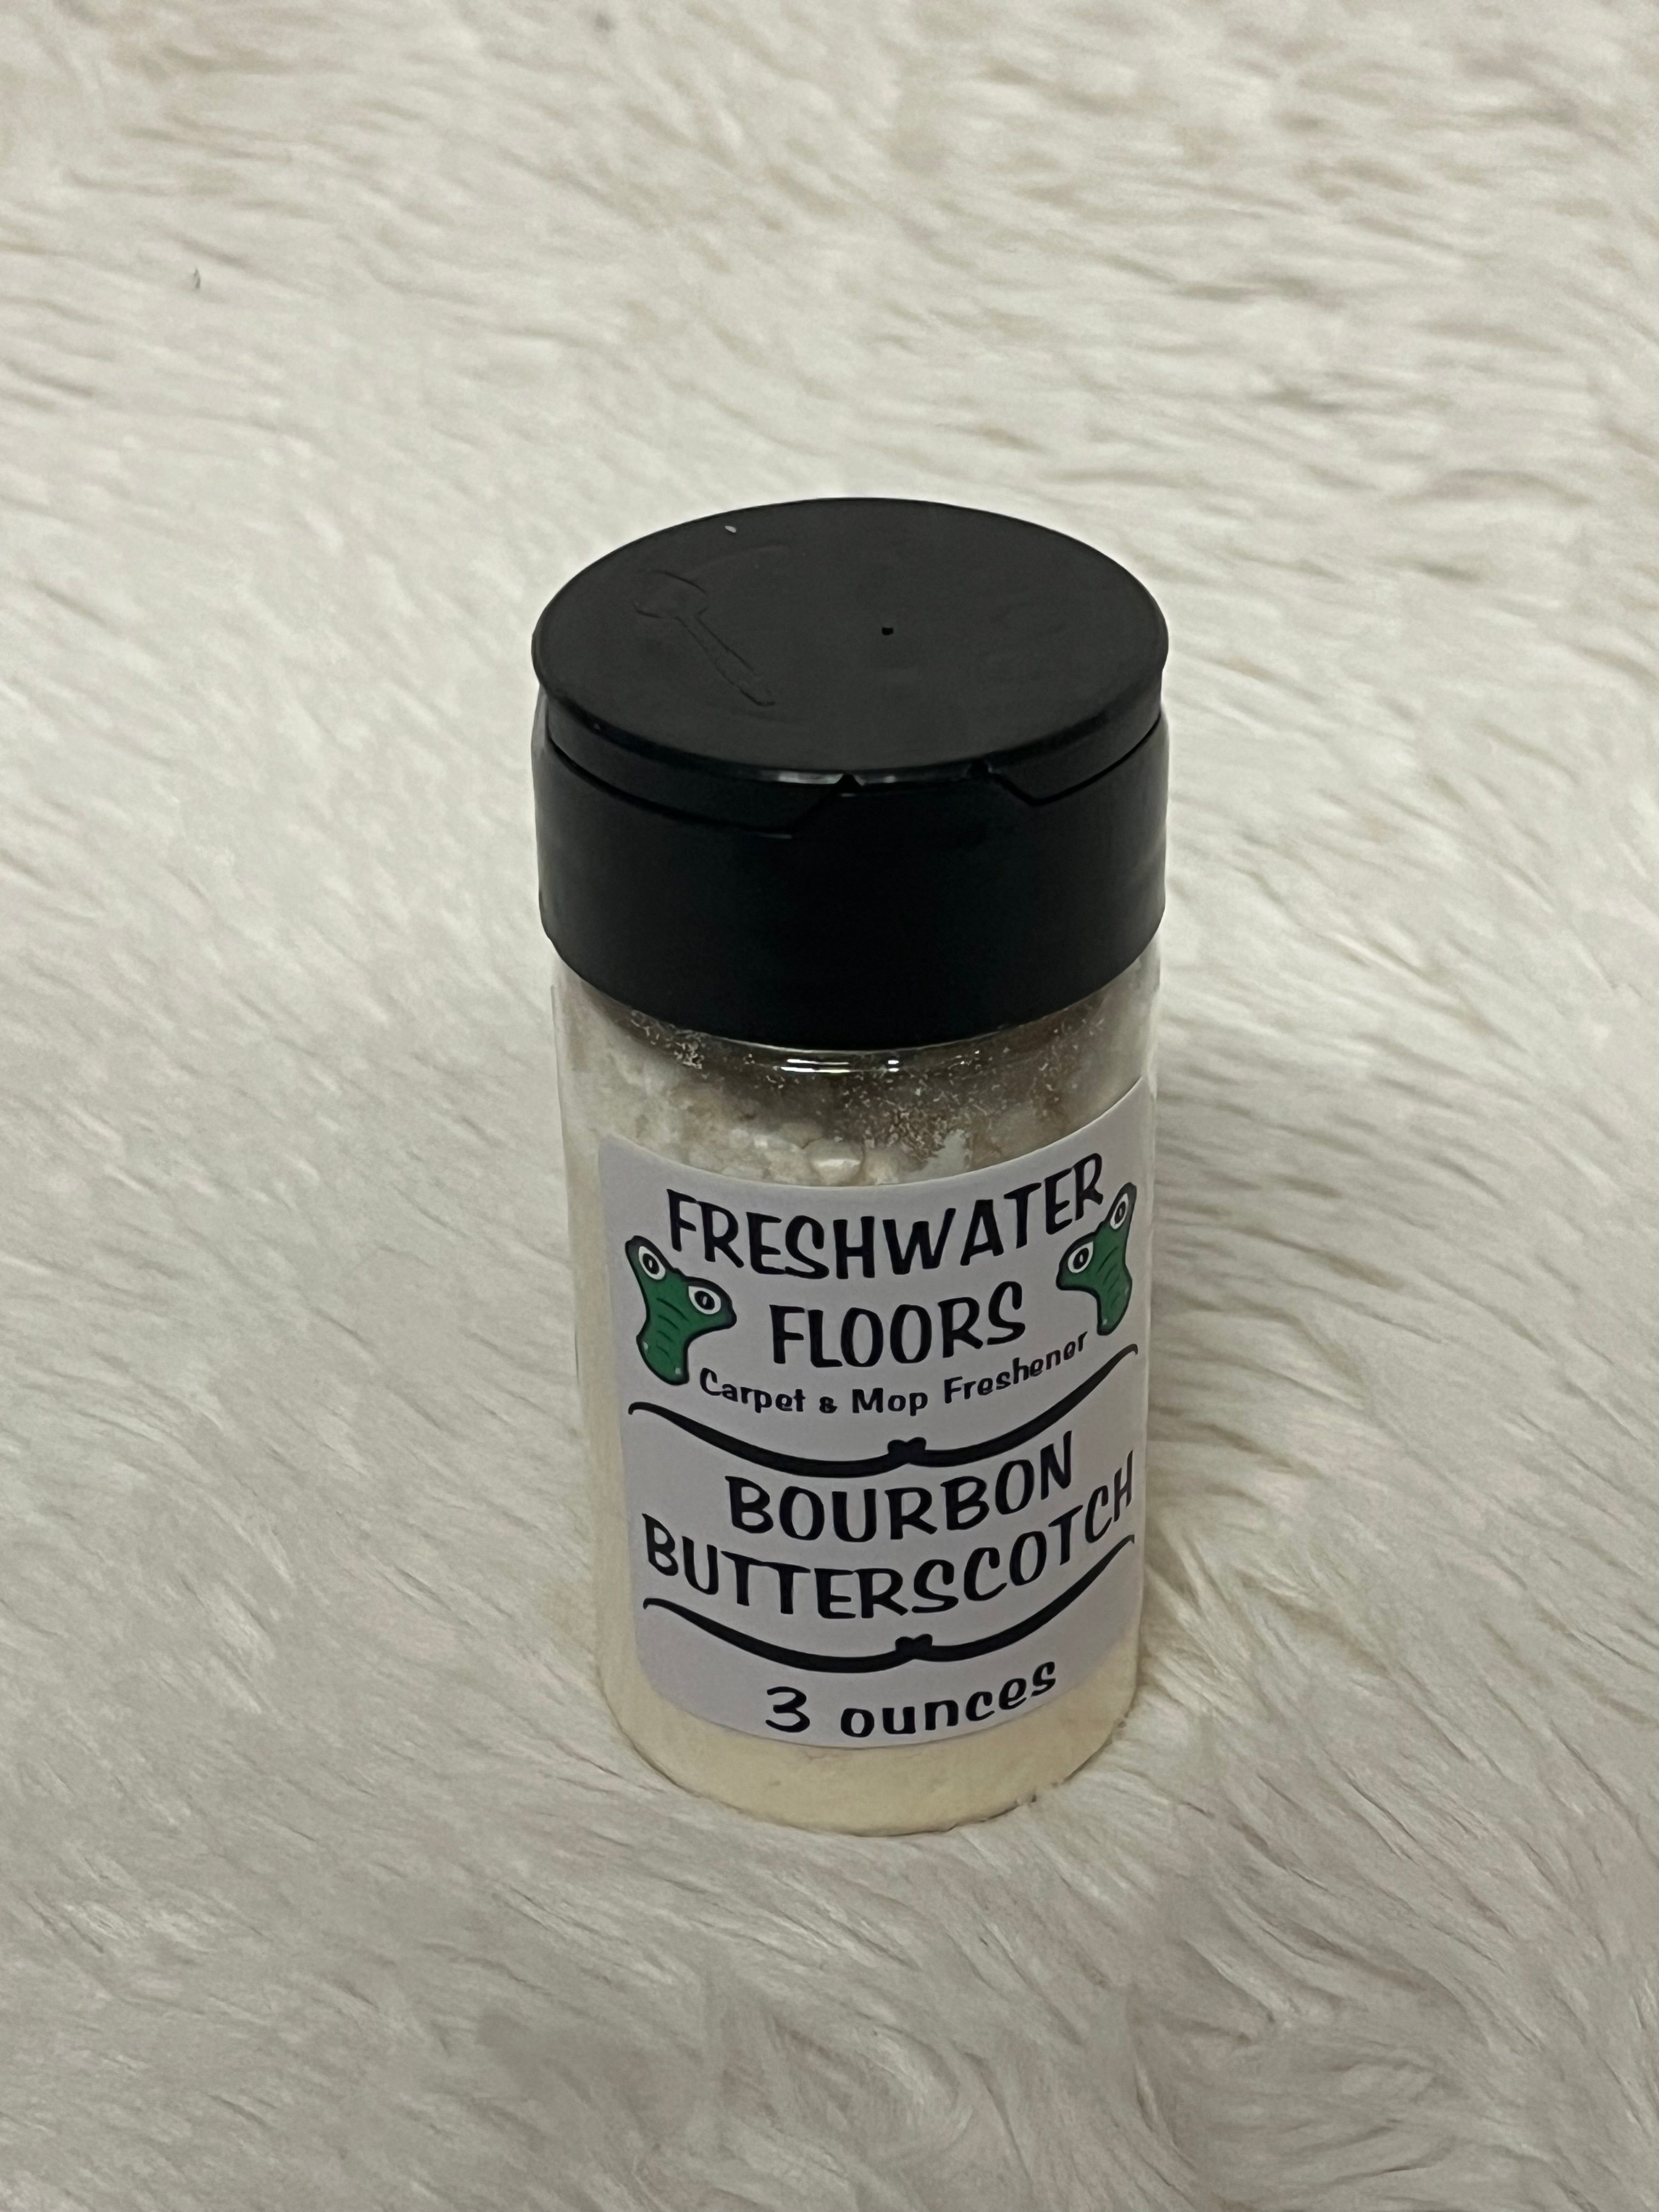 FRESHWATER
FLOORS
Carpet & Mop Freshener
BOURBON
BUTTERSCOTCH
3 ounces